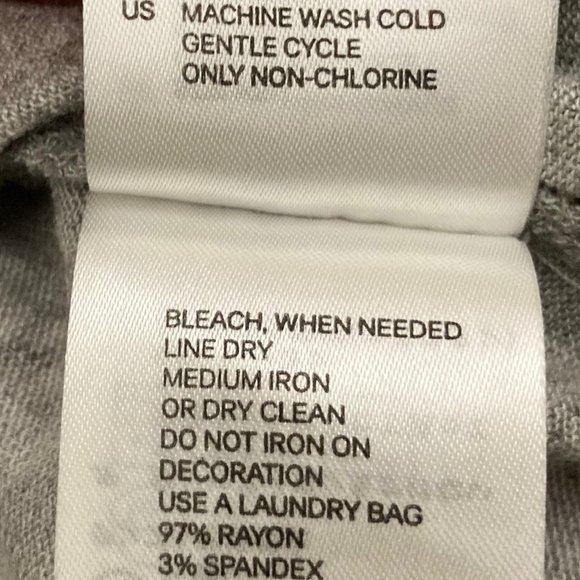 US MACHINE WASH COLD
GENTLE CYCLE
ONLY NON-CHLORINE
BLEACH, WHEN NEEDED
LINE DRY
MEDIUM IRON
OR DRY CLEAN
DO NOT IRON ON
DECORATION
USE A LAUNDRY BAG
97% RAYON
3% SPANDEX